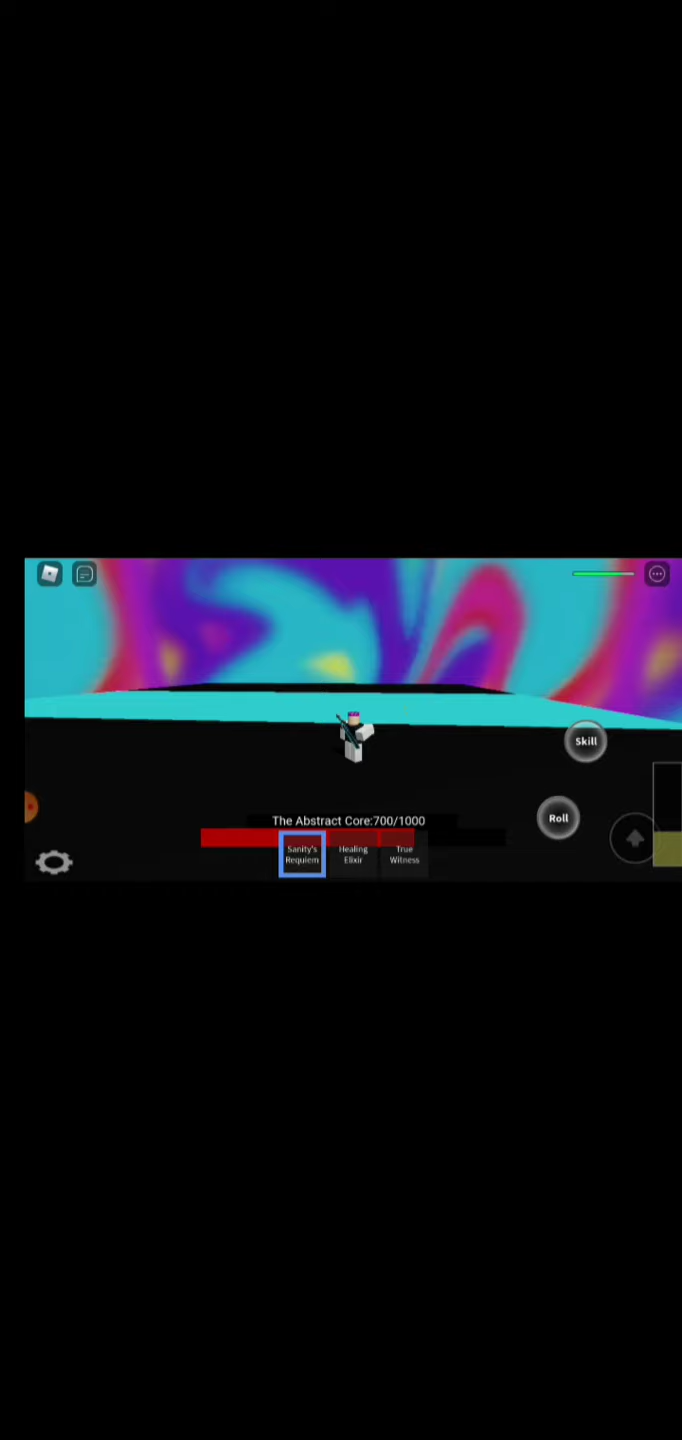 Skill
Roll
The Abstract Core:700/1000
Sanity's
Requiem
Healing
Elixir
True
Witness